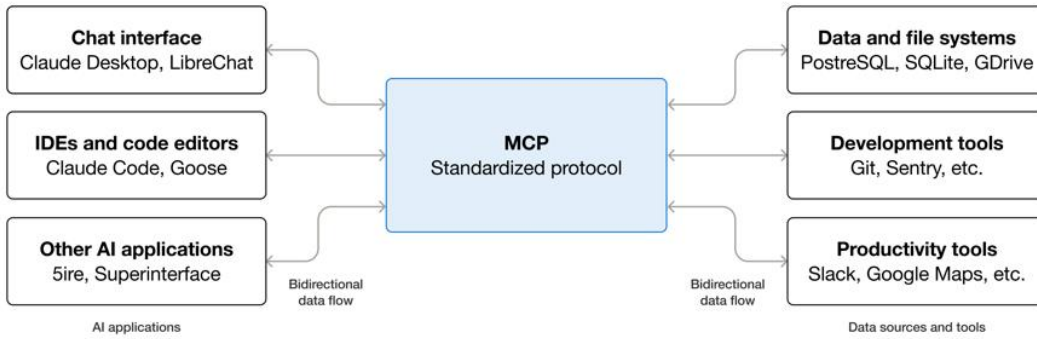 Chat interface
Claude Desktop, LibreChat
IDEs and code editors
Claude Code, Goose
Other AI applications
5ire, Superinterface
AI applications
Bidirectional
data flow
MCP
Standardized protocol
Bidirectional
data flow
Data and file systems
PostreSQL, SQLite, GDrive
Development tools
Git, Sentry, etc.
Productivity tools
Slack, Google Maps, etc.
Data sources and tools